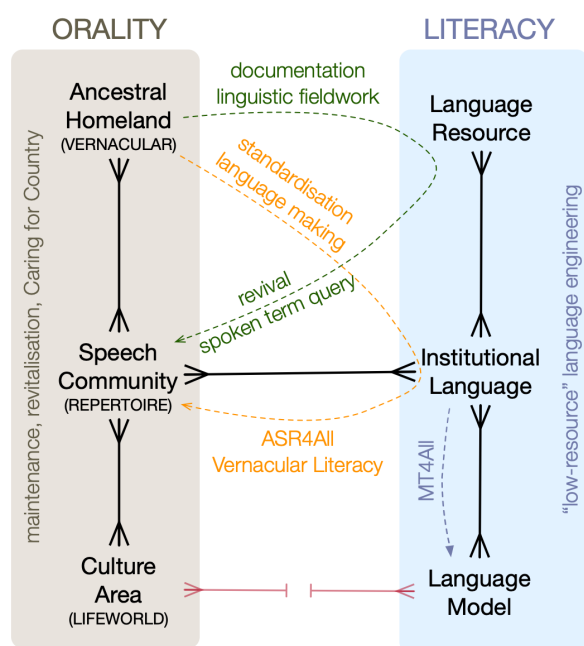 ORALITY
LITERACY
documentation
linguistic fieldwork
Ancestral
Homeland
(VERNACULAR)
Language
Resource
standardisation
language making
maintenance, revitalisation, Caring for Country
"low-resource" language engineering
revival
spoken term query
Speech
Community
(REPERTOIRE)
Institutional
Language
ASR4All
Vernacular Literacy
MT4All
Culture
Area
(LIFEWORLD)
Language
Model